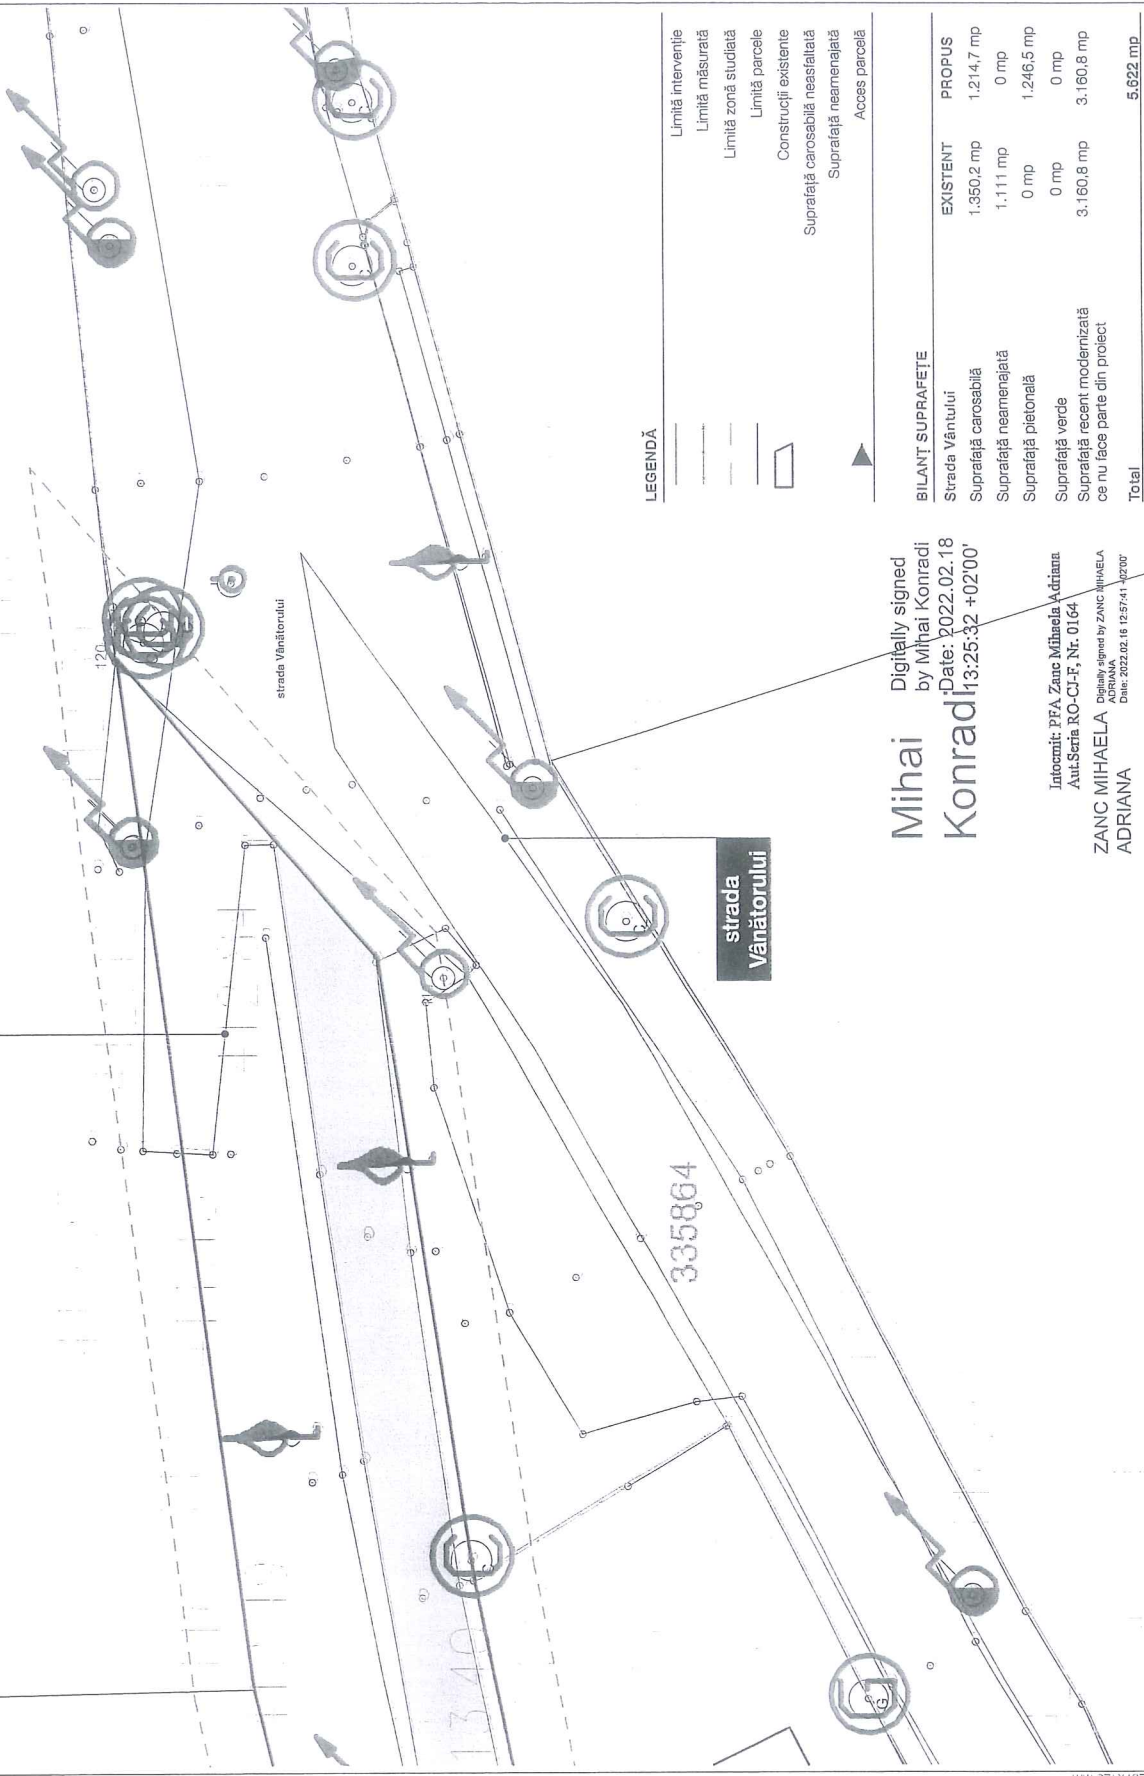 120
strada Vânătorului
R1
C
C
C
C
G
335864
13 40
strada
Vânătorului
LEGENDĂ
Limită intervenție
Limită măsurată
Limită zonă studiată
Limită parcele
Construcții existente
Suprafață carosabilă neasfaltată
Suprafață neamenajată
Acces parcelă
BILANȚ SUPRAFEȚE
Strada Vântului EXISTENT PROPUS
Suprafață carosabilă 1.350,2 mp 1.214,7 mp
Suprafață neamenajată 1.111 mp 0 mp
Suprafață pietonală 0 mp 1.246,5 mp
Suprafață verde 0 mp 0 mp
Suprafață recent modernizată 3.160,8 mp 3.160,8 mp
ce nu face parte din proiect
Total 5.622 mp
Mihai
Konradi
Digitally signed
by Mihai Konradi
Date: 2022.02.18
13:25:32 +02'00'
Intocmit: PFA Zanc Mihaela Adriana
Aut.Seria RO-CJ-F, Nr. 0164
ZANC MIHAELA
ADRIANA
Digitally signed by ZANC MIHAELA
ADRIANA
Date: 2022.02.16 12:57:41 +02'00'